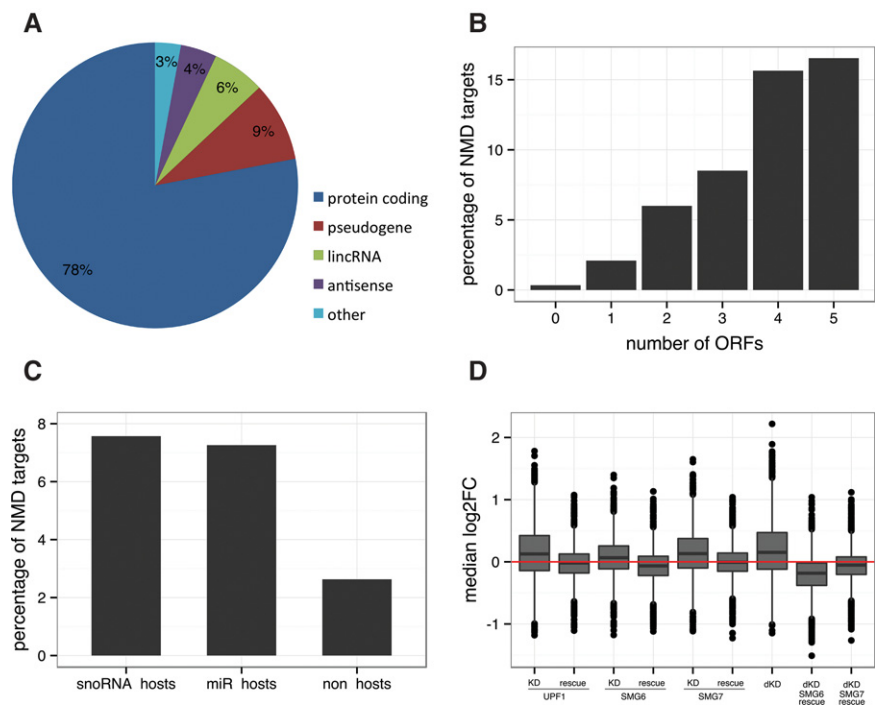 A
3%
4%
6%
9%
78%
protein coding
pseudogene
lincRNA
antisense
other
B
percentage of NMD targets
15
10
5
0
0 1 2 3 4 5
number of ORFs
C
percentage of NMD targets
8
6
4
2
0
snoRNA hosts miR hosts non hosts
D
median log2FC
2
1
0
-1
KD rescue KD rescue KD rescue dKD dKD dKD
UPF1 SMG6 SMG7 SMG6 SMG7
rescue rescue